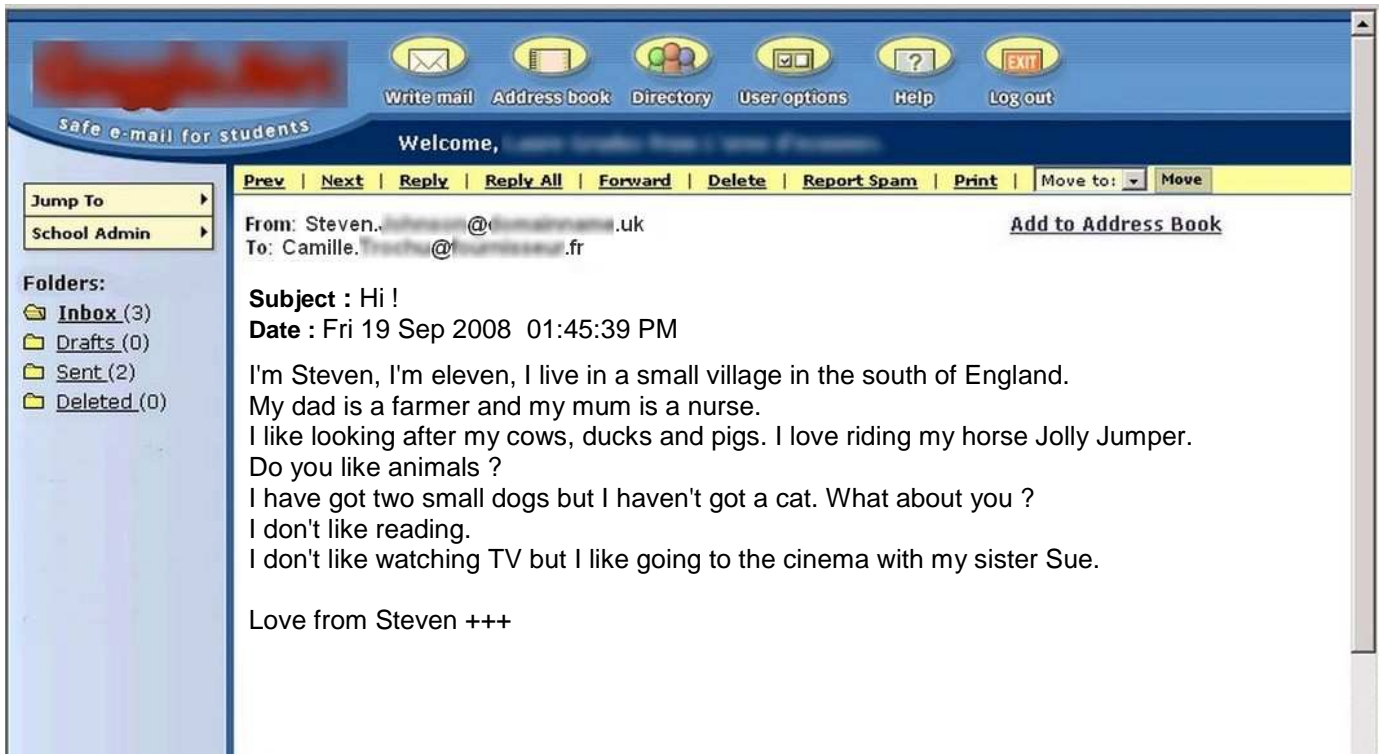 Write mail Address book Directory User options Help EXIT Log out
safe e-mail for students
Welcome,
Prev | Next | Reply | Reply All | Forward | Delete | Report Spam | Print | Move to: Move
Jump To
School Admin
Folders:
Inbox (3)
Drafts (0)
Sent (2)
Deleted (0)
From: Steven. @ .uk
Add to Address Book
To: Camille. @ .fr
Subject : Hi !
Date : Fri 19 Sep 2008 01:45:39 PM
I'm Steven, I'm eleven, I live in a small village in the south of England.
My dad is a farmer and my mum is a nurse.
I like looking after my cows, ducks and pigs. I love riding my horse Jolly Jumper.
Do you like animals ?
I have got two small dogs but I haven't got a cat. What about you ?
I don't like reading.
I don't like watching TV but I like going to the cinema with my sister Sue.
Love from Steven +++